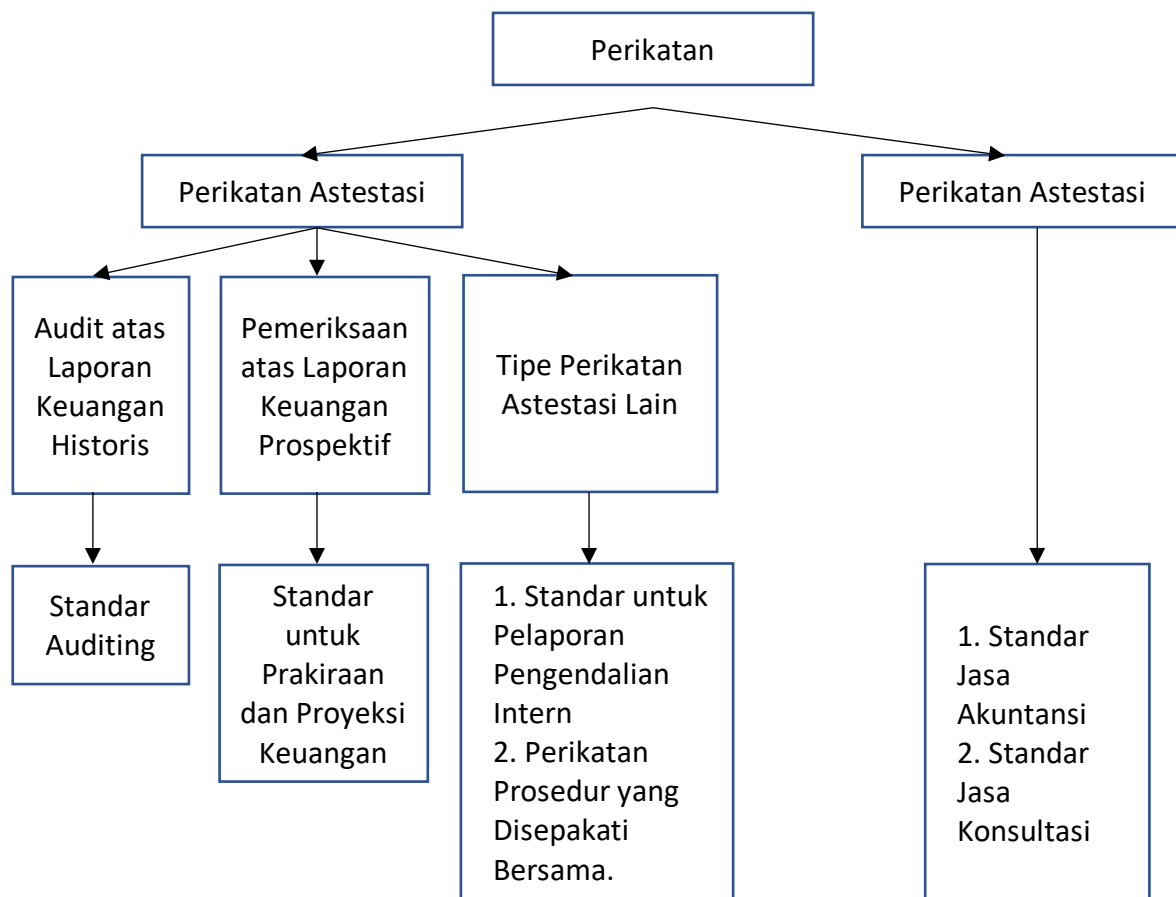 Perikatan
Perikatan Astestasi
Perikatan Astestasi
Audit atas
Laporan
Keuangan
Historis
Pemeriksaan
atas Laporan
Keuangan
Prospektif
Tipe Perikatan
Astestasi Lain
Standar
Auditing
Standar
untuk
Prakiraan
dan Proyeksi
Keuangan
1. Standar untuk
Pelaporan
Pengendalian
Intern
2. Perikatan
Prosedur yang
Disepakati
Bersama.
1. Standar
Jasa
Akuntansi
2. Standar
Jasa
Konsultasi